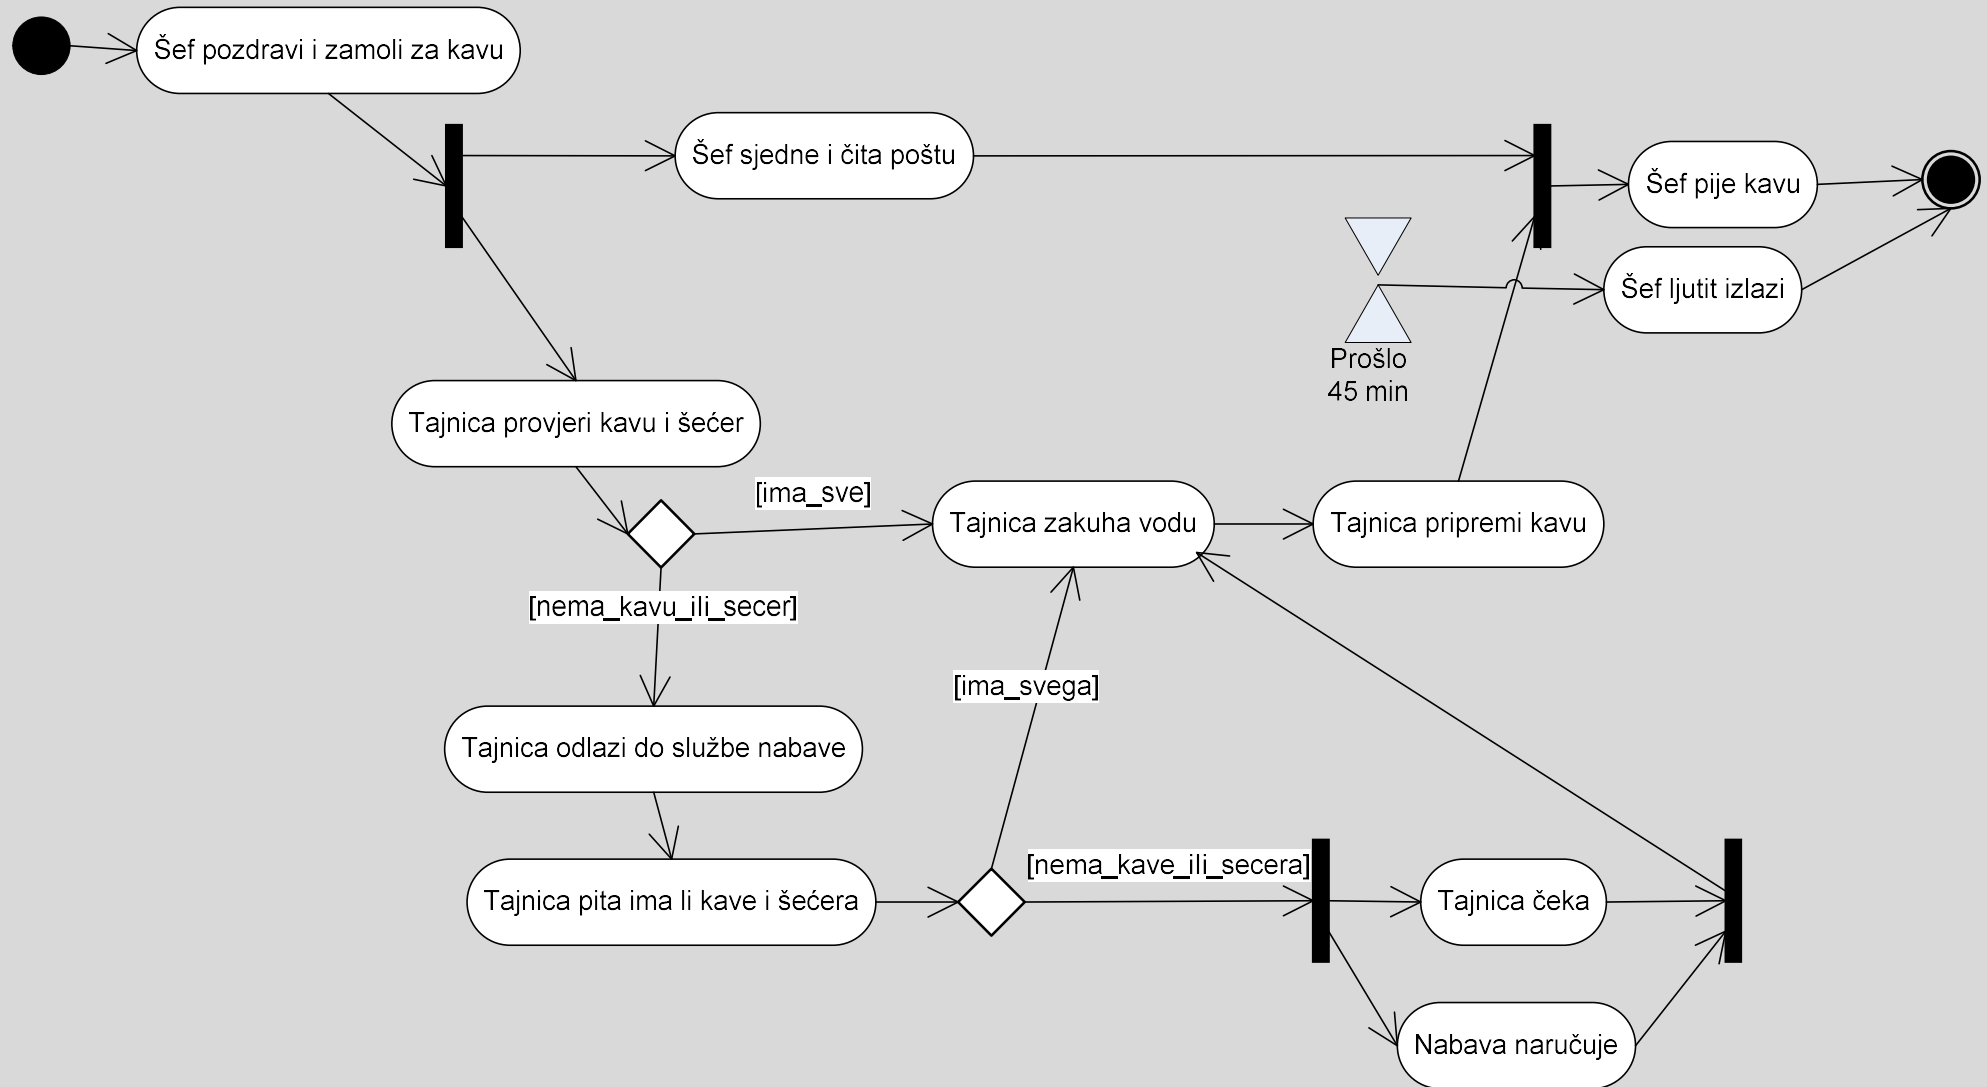 Šef pozdravi i zamoli za kavu
Šef sjedne i čita poštu
Šef pije kavu
Šef ljutit izlazi
Prošlo
45 min
Tajnica provjeri kavu i šećer
[ima_sve]
Tajnica zakuha vodu
Tajnica pripremi kavu
[nema_kavu_ili_secer]
[ima_svega]
Tajnica odlazi do službe nabave
[nema_kave_ili_secera]
Tajnica pita ima li kave i šećera
Tajnica čeka
Nabava naručuje